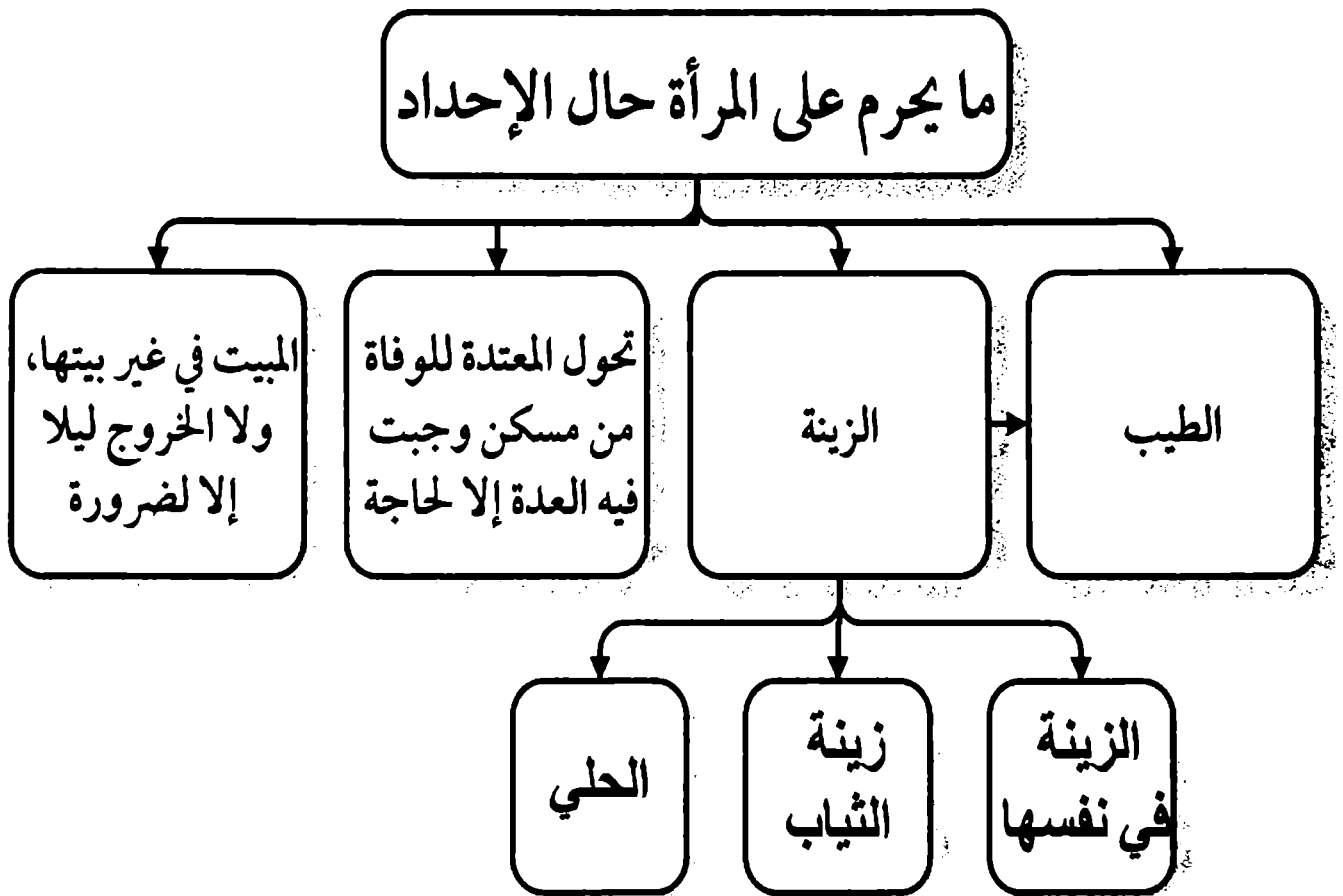 ما يحرم على المرأة حال الإحداد
الطيب
الزينة
تحول المعتدة للوفاة
من مسكن وجبت
فيه العدة إلا لحاجة
المبيت في غير بيتها،
ولا الخروج ليلا
إلا لضرورة
الزينة
في نفسها
زينة
الثياب
الحلي